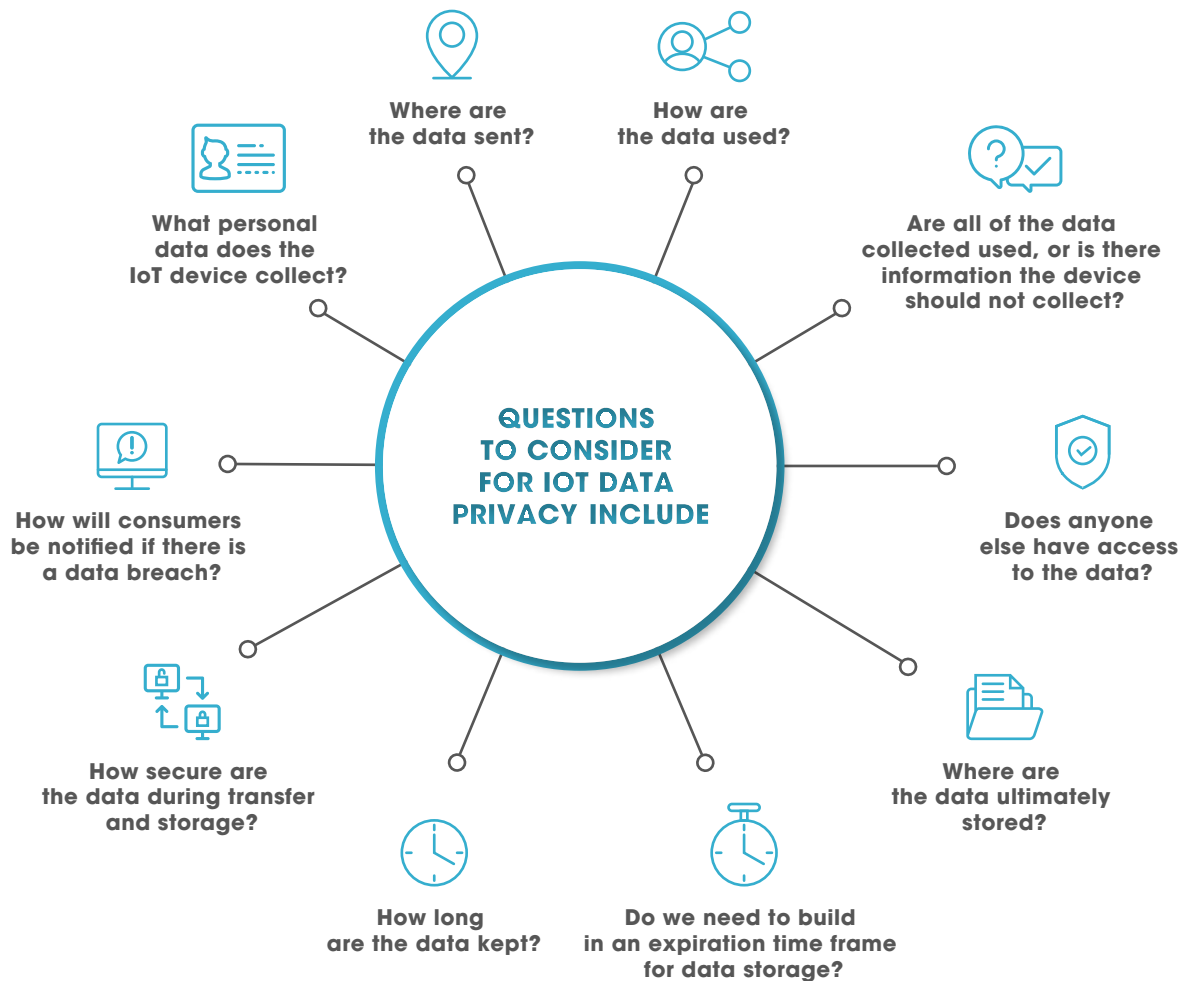 Where are
the data sent?
How are
the data used?
What personal
data does the
IoT device collect?
Are all of the data
collected used, or is there
information the device
should not collect?
QUESTIONS
TO CONSIDER
FOR IOT DATA
PRIVACY INCLUDE
How will consumers
be notified if there is
a data breach?
Does anyone
else have access
to the data?
How secure are
the data during transfer
and storage?
Where are
the data ultimately
stored?
How long
are the data kept?
Do we need to build
in an expiration time frame
for data storage?